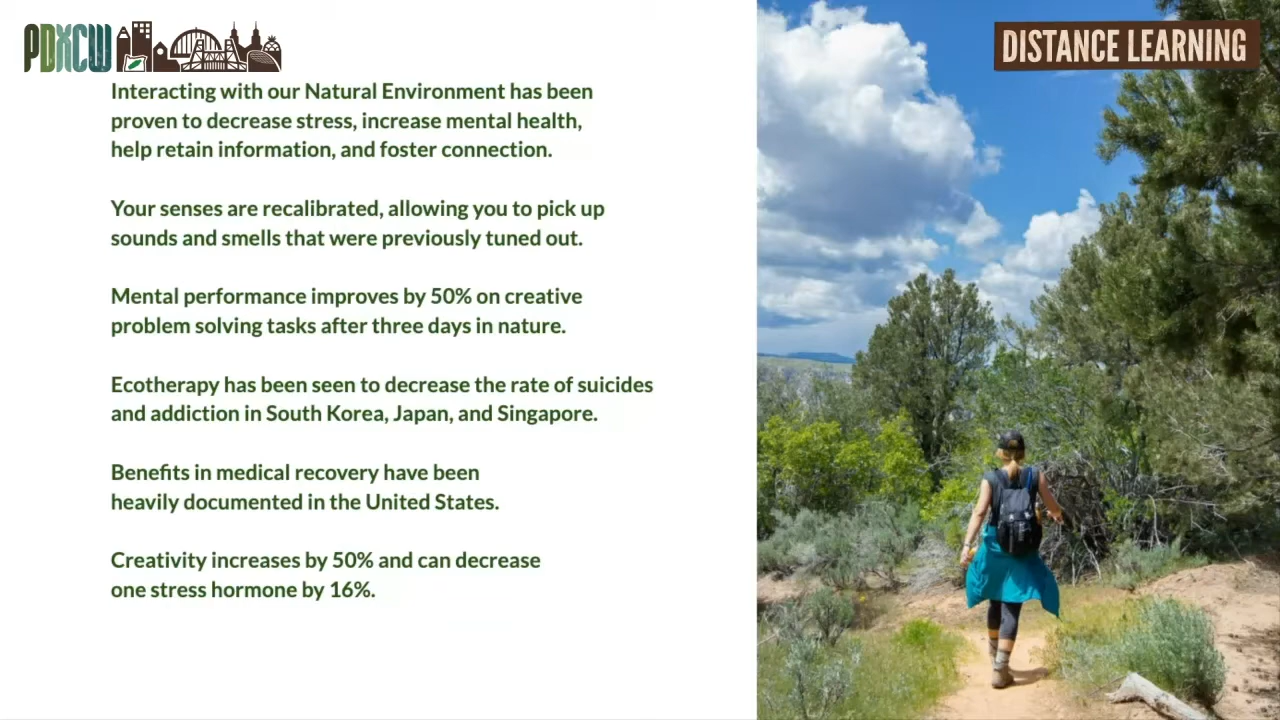 PDXCW
DISTANCE LEARNING
Interacting with our Natural Environment has been
proven to decrease stress, increase mental health,
help retain information, and foster connection.
Your senses are recalibrated, allowing you to pick up
sounds and smells that were previously tuned out.
Mental performance improves by 50% on creative
problem solving tasks after three days in nature.
Ecotherapy has been seen to decrease the rate of suicides
and addiction in South Korea, Japan, and Singapore.
Benefits in medical recovery have been
heavily documented in the United States.
Creativity increases by 50% and can decrease
one stress hormone by 16%.